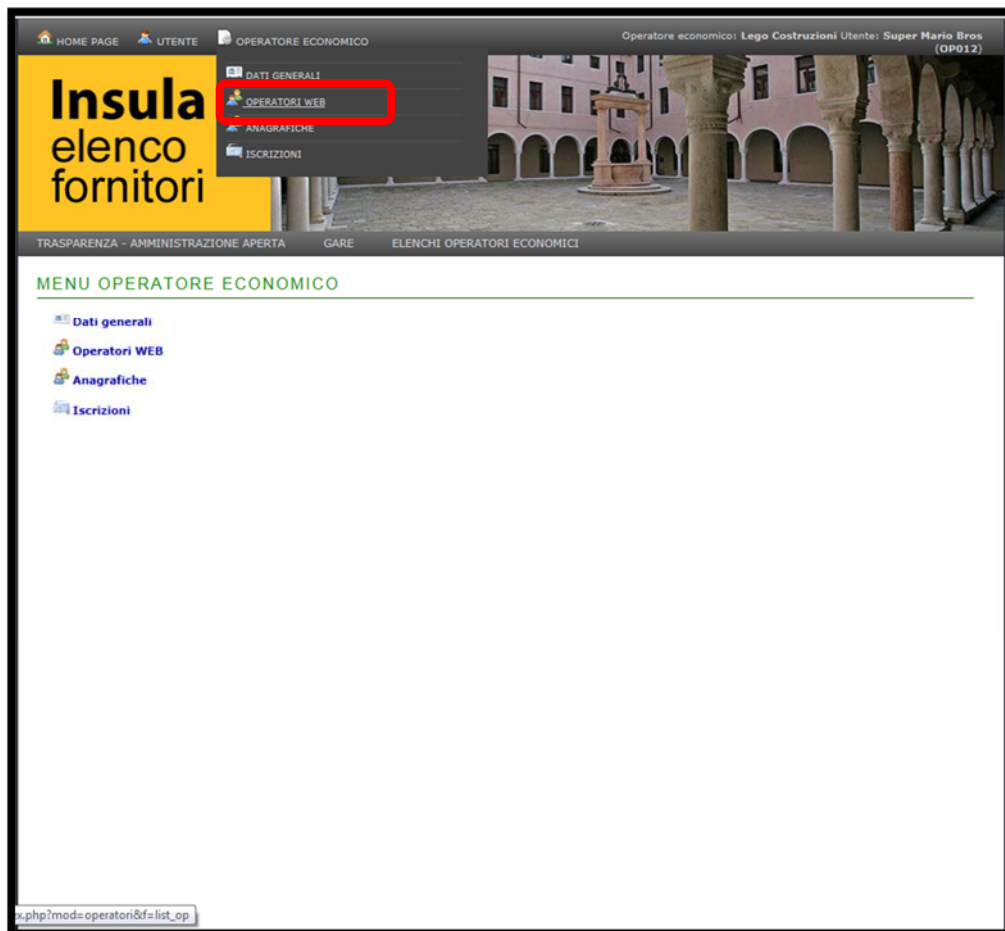 HOME PAGE UTENTE OPERATORE ECONOMICO
Operatore economico: Lego Costruzioni Utente: Super Mario Bros
(OP012)
DATI GENERALI
OPERATORI WEB
ANAGRAFICHE
ISCRIZIONI
Insula
elenco
fornitori
TRASPARENZA - AMMINISTRAZIONE APERTA GARE ELENCHI OPERATORI ECONOMICI
MENU OPERATORE ECONOMICO
Dati generali
Operatori WEB
Anagrafiche
Iscrizioni
x.php?mod=operatori&f=list_op